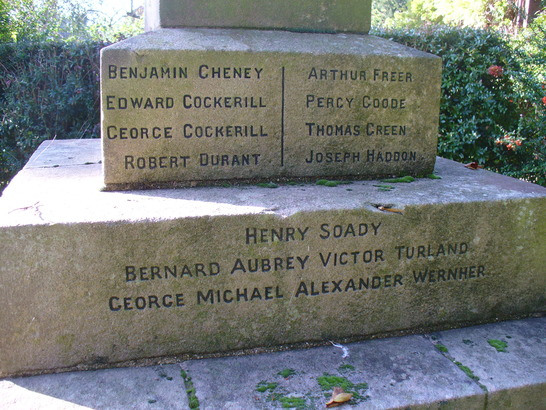 BENJAMIN CHENEY
EDWARD COCKERILL
GEORGE COCKERILL
ROBERT DURANT
ARTHUR FREER
PERCY GOODE
THOMAS GREEN
JOSEPH HADDON
HENRY SOADY
BERNARD AUBREY VICTOR TURLAND
GEORGE MICHAEL ALEXANDER WERNHER